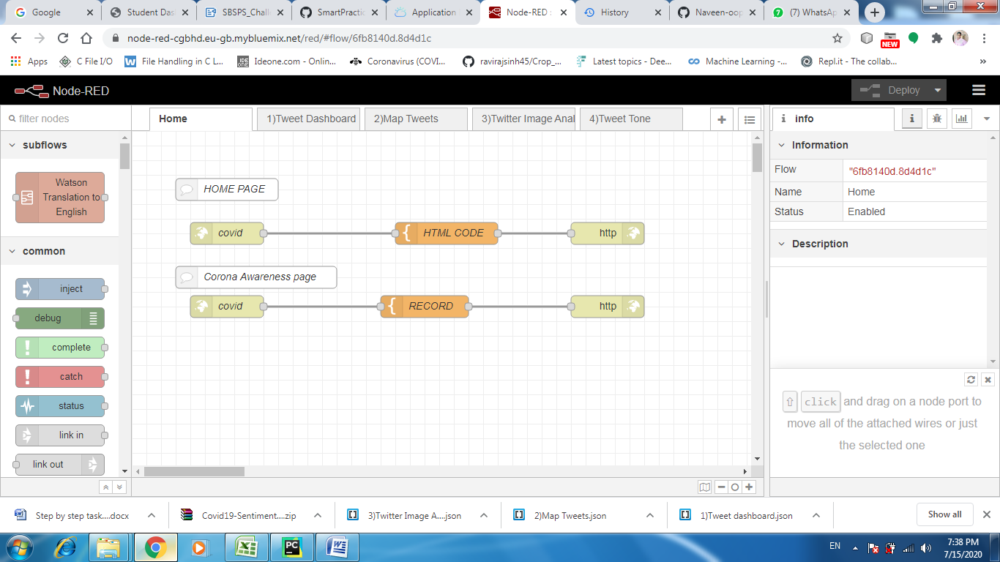 Google
Student Das
SBSPS_Chall
SmartPractic
Application
Node-RED :
History
Naveen-oop
(7) WhatsAp
node-red-cgbhd.eu-gb.mybluemix.net/red/#flow/6fb8140d.8d4d1c
NEW
Apps
C File I/O
File Handling in C L...
IDE ONE
Ideone.com - Onlin...
Coronavirus (COVI...
ravirajsinh45/Crop_...
Latest topics - Dee...
Machine Learning -...
Repl.it - The collab...
»
Node-RED
Deploy
filter nodes
Home
1)Tweet Dashboard
2)Map Tweets
3)Twitter Image Anal
4)Tweet Tone
info
subflows
Watson
Translation to
English
common
inject
debug
complete
catch
status
link in
link out
HOME PAGE
covid
HTML CODE
http
Corona Awareness page
covid
RECORD
http
Information
Flow
"6fb8140d.8d4d1c"
Name
Home
Status
Enabled
Description
⇧ click and drag on a node port to
move all of the attached wires or just
the selected one
Step by step task....docx
Covid19-Sentiment....zip
3)Twitter Image A....json
2)Map Tweets.json
1)Tweet dashboard.json
Show all
EN
7:38 PM
7/15/2020